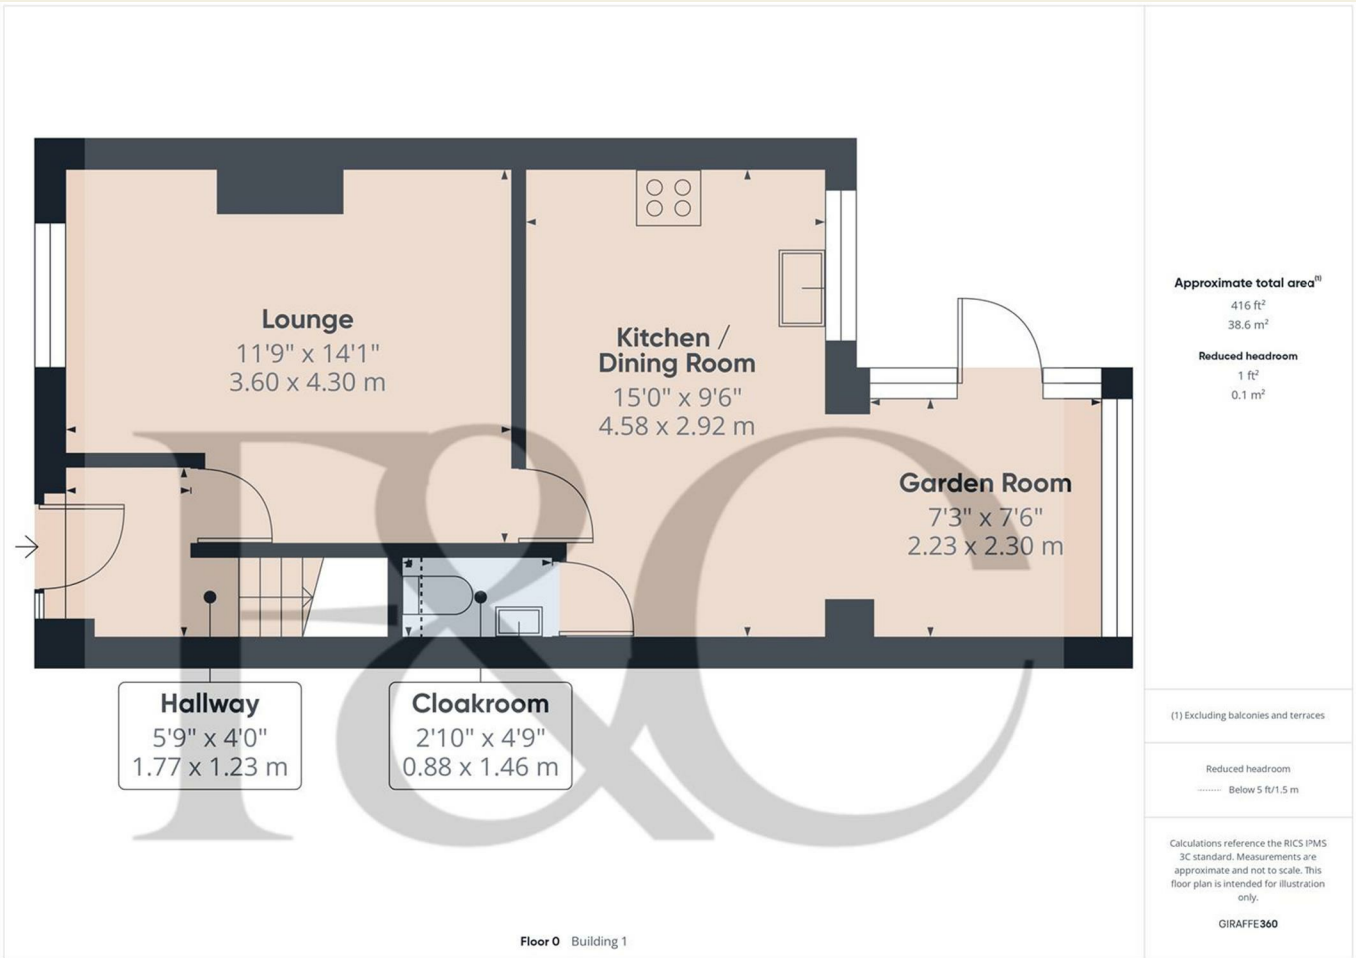 Lounge
11'9" x 14'1"
3.60 x 4.30 m
Kitchen /
Dining Room
15'0" x 9'6"
4.58 x 2.92 m
Garden Room
7'3" x 7'6"
2.23 x 2.30 m
Hallway
5'9" x 4'0"
1.77 x 1.23 m
Cloakroom
2'10" x 4'9"
0.88 x 1.46 m
F&C
Floor 0 Building 1
Approximate total area(1)
416 ft²
38.6 m²
Reduced headroom
1 ft²
0.1 m²
(1) Excluding balconies and terraces
Reduced headroom
Below 5 ft/1.5 m
Calculations reference the RICS IPMS
3C standard. Measurements are
approximate and not to scale. This
floor plan is intended for illustration
only.
GIRAFFE360